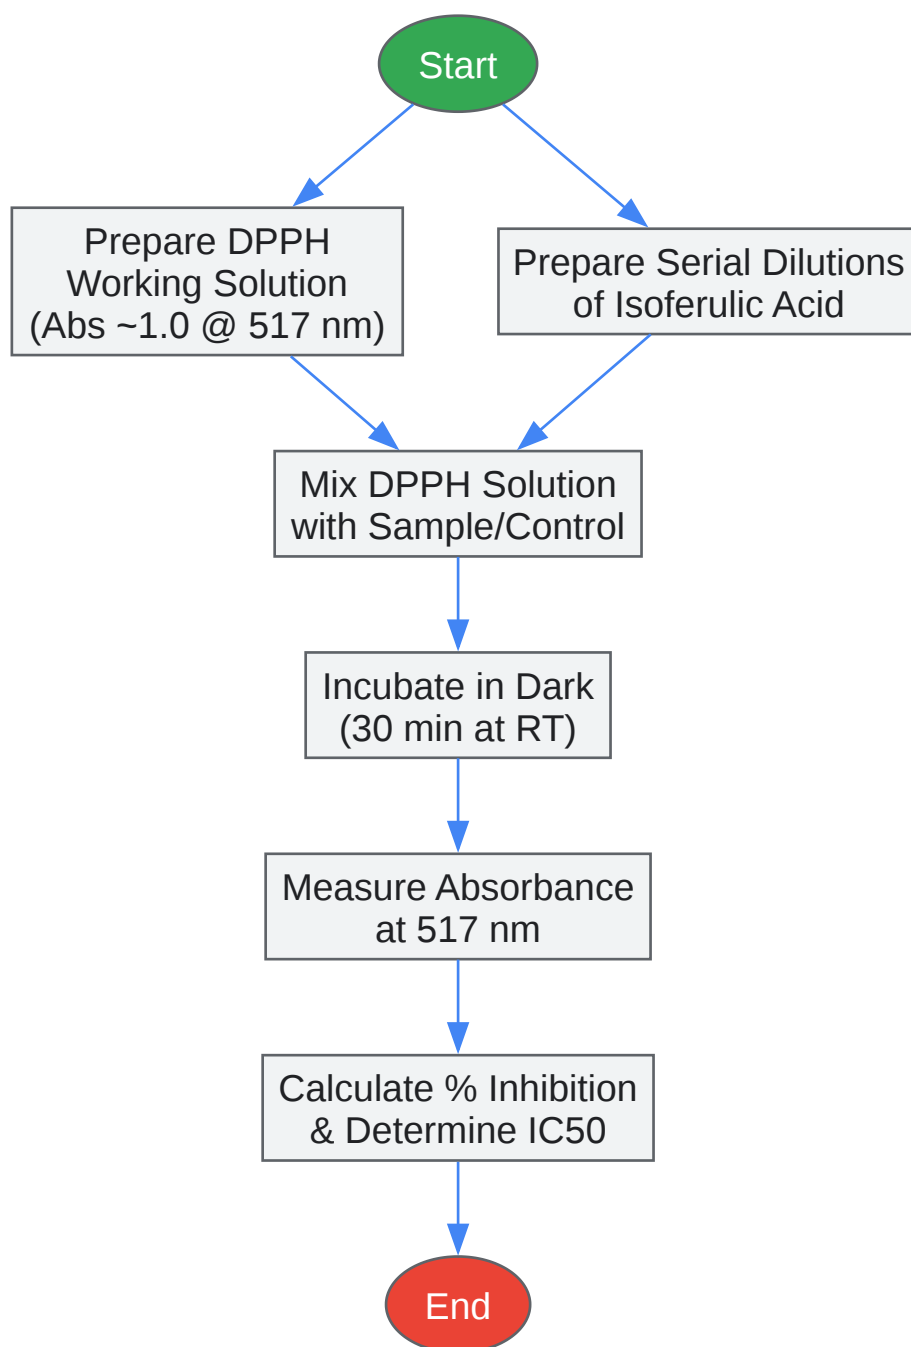 Start
Prepare DPPH
Working Solution
(Abs ~1.0 @ 517 nm)
Prepare Serial Dilutions
of Isoferulic Acid
Mix DPPH Solution
with Sample/Control
Incubate in Dark
(30 min at RT)
Measure Absorbance
at 517 nm
Calculate % Inhibition
& Determine IC50
End